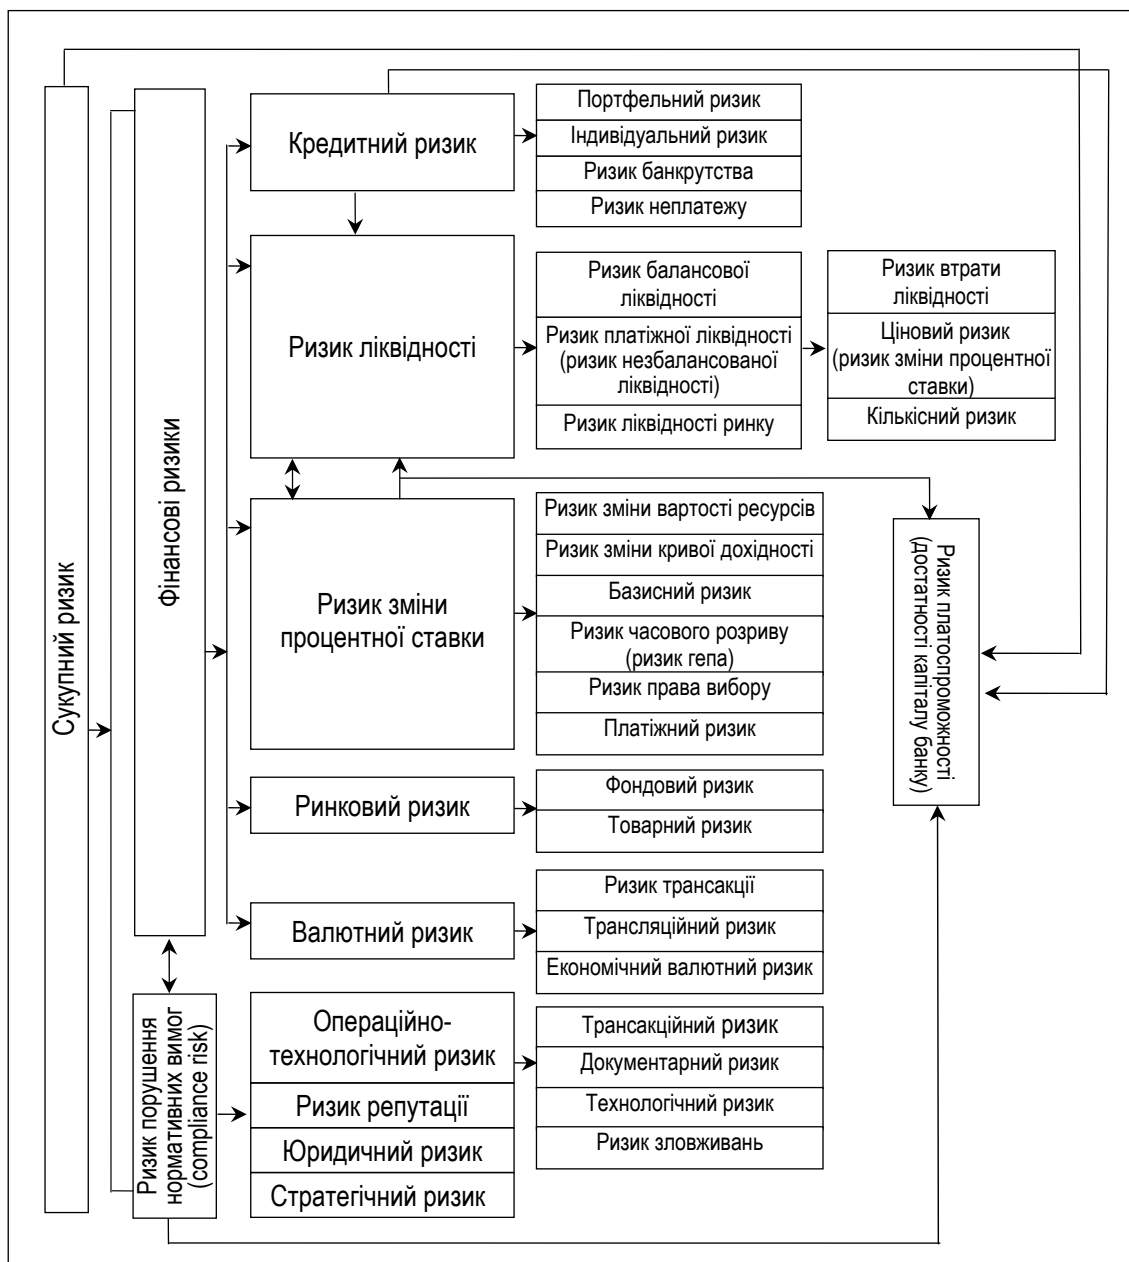 Сукупний ризик
Фінансові ризики
Кредитний ризик
Портфельний ризик
Індивідуальний ризик
Ризик банкрутства
Ризик неплатежу
Ризик ліквідності
Ризик балансової
ліквідності
Ризик платіжної ліквідності
(ризик незбалансованої
ліквідності)
Ризик ліквідності ринку
Ризик втрати
ліквідності
Ціновий ризик
(ризик зміни процентної
ставки)
Кількісний ризик
Ризик зміни
процентної ставки
Ризик зміни вартості ресурсів
Ризик зміни кривої дохідності
Базисний ризик
Ризик часового розриву
(ризик гепа)
Ризик права вибору
Платіжний ризик
Ризик платоспроможності
(достатності капіталу банку)
Ринковий ризик
Фондовий ризик
Товарний ризик
Валютний ризик
Ризик трансакції
Трансляційний ризик
Економічний валютний ризик
Ризик порушення
нормативних вимог
(compliance risk)
Операційно-
технологічний ризик
Ризик репутації
Юридичний ризик
Стратегічний ризик
Трансакційний ризик
Документарний ризик
Технологічний ризик
Ризик зловживань